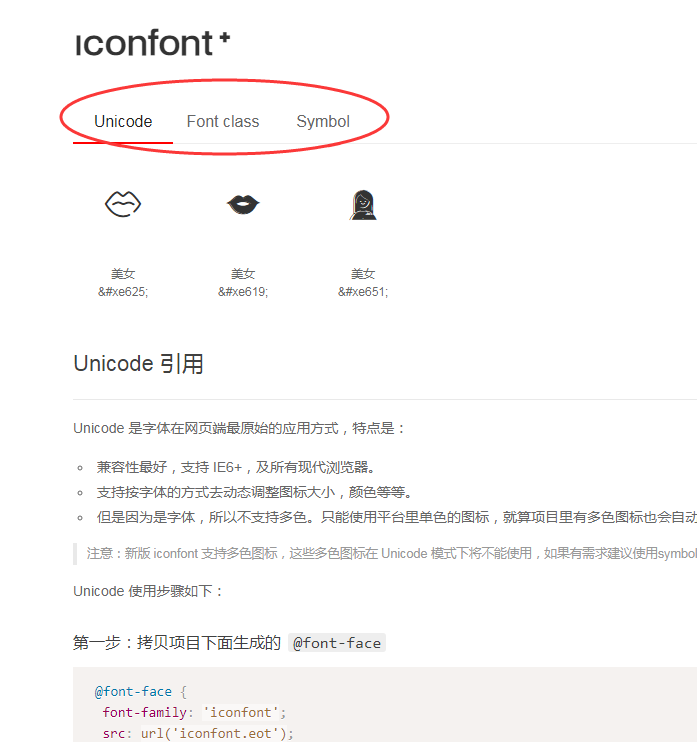 iconfont+
Unicode Font class Symbol
美女 美女 美女
&#xe625; &#xe619; &#xe651;
Unicode 引用
Unicode 是字体在网页端最原始的应用方式，特点是：
兼容性最好，支持 IE6+，及所有现代浏览器。
支持按字体的方式去动态调整图标大小，颜色等等。
但是因为是字体，所以不支持多色。只能使用平台里单色的图标，就算项目里有多色图标也会自动
注意：新版 iconfont 支持多色图标，这些多色图标在 Unicode 模式下将不能使用，如果有需求建议使用symbol
Unicode 使用步骤如下：
第一步：拷贝项目下面生成的 @font-face
@font-face {
font-family: 'iconfont';
src: url('iconfont.eot');